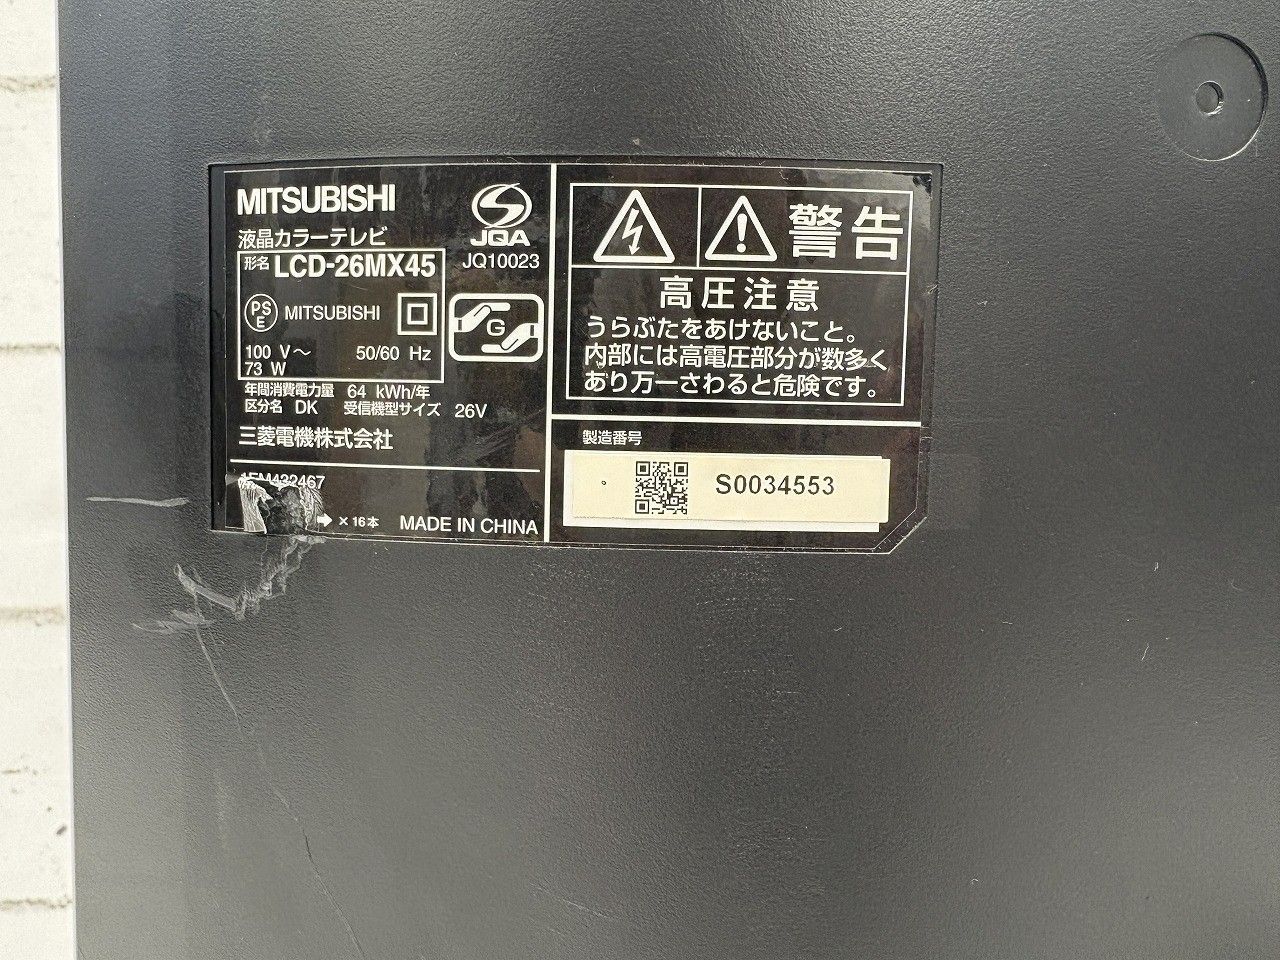 MITSUBISHI
液晶カラーテレビ
形名 LCD-26MX45
PS
E
MITSUBISHI
100 V～ 50/60 Hz
73 W
年間消費電力量 64 kWh/年
区分名 DK 受信機型サイズ 26V
三菱電機株式会社
JQA
JQ10023
G
× 16本 MADE IN CHINA
警告
高圧注意
うらぶたをあけないこと。
内部には高電圧部分が数多く
あり万一さわると危険です。
製造番号
S0034553